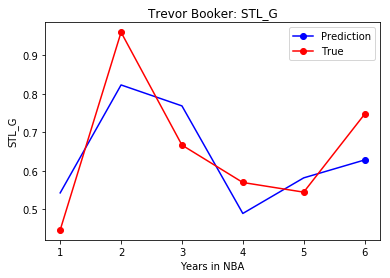 Trevor Booker: STL_G
Prediction
True
0.9
0.8
0.7
0.6
0.5
STL_G
1 2 3 4 5 6
Years in NBA